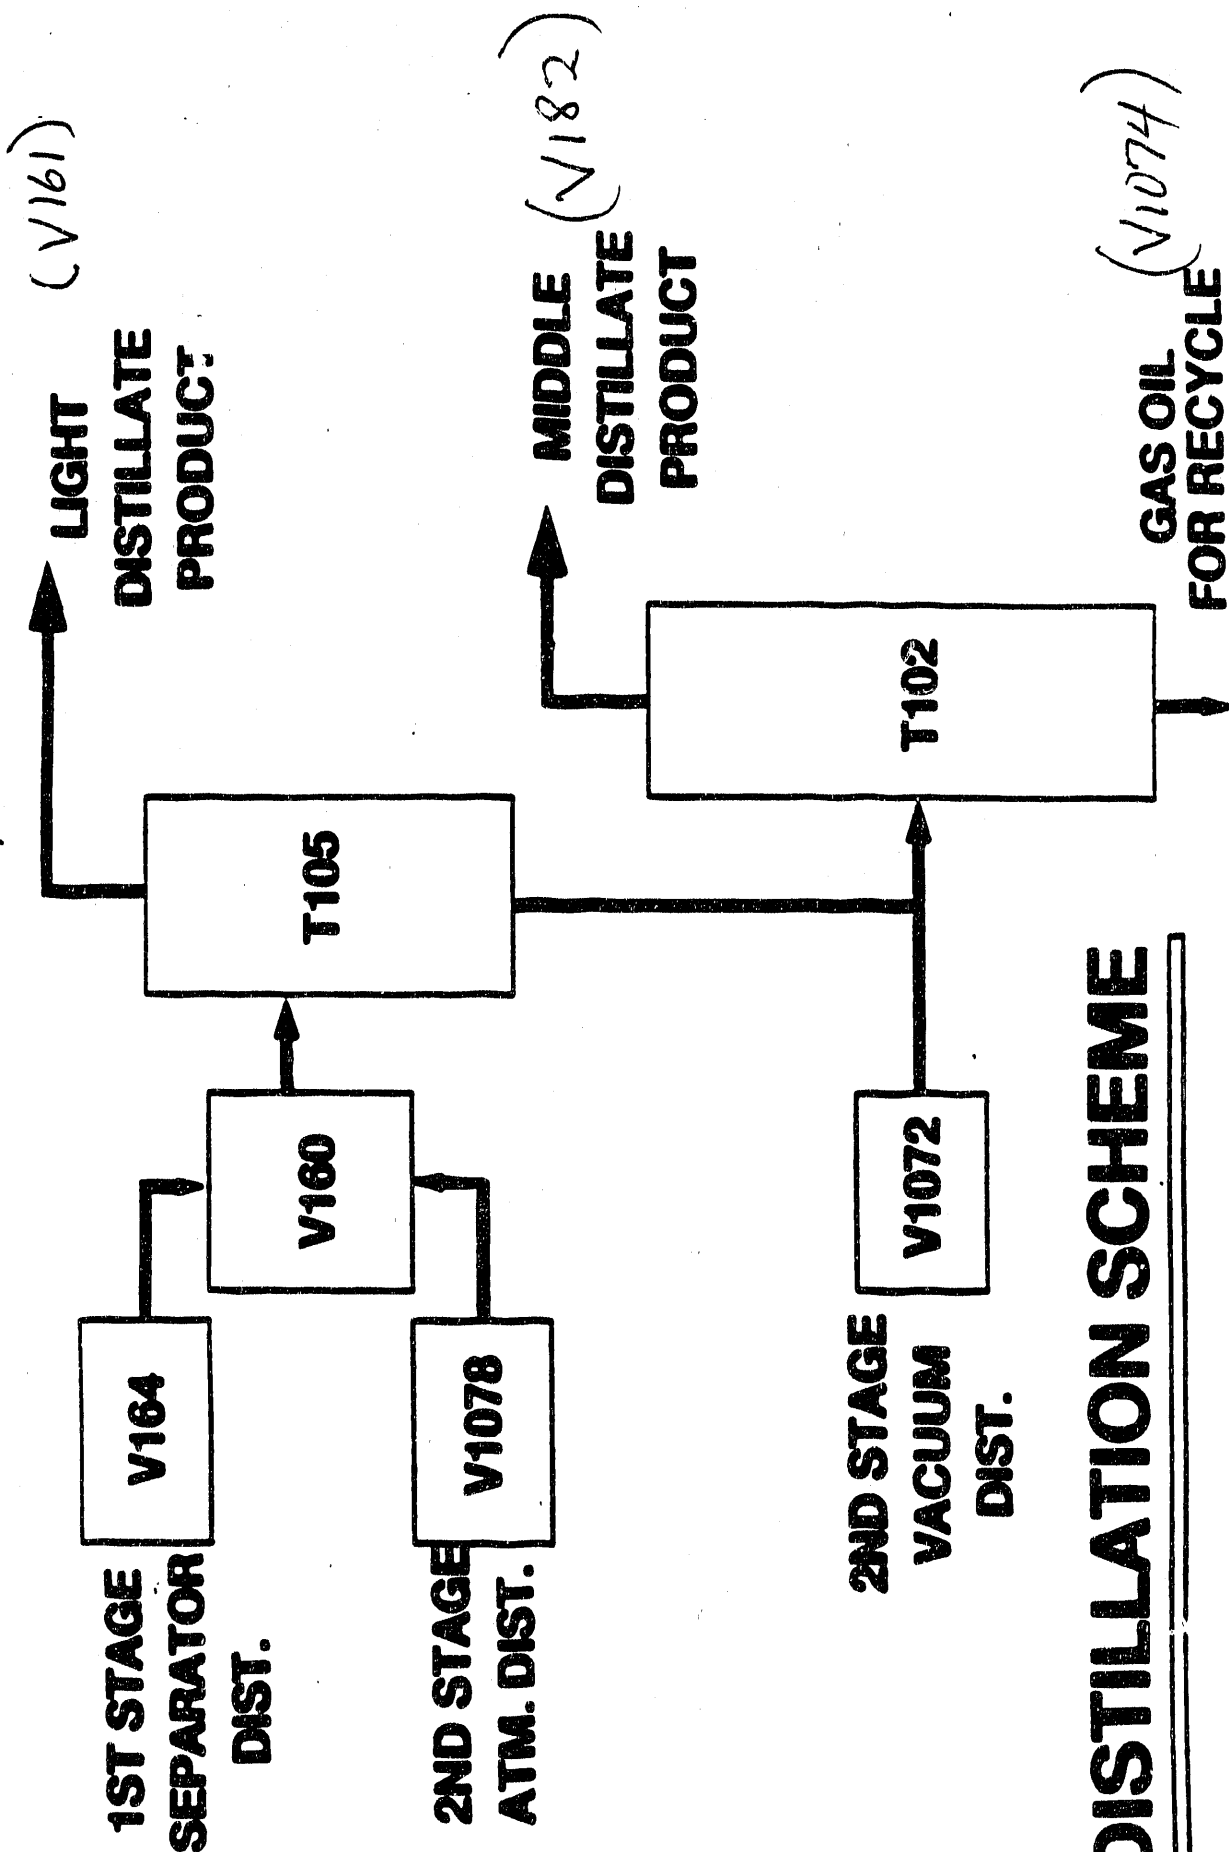 (V161)
LIGHT
DISTILLATE
PRODUCT
1ST STAGE
SEPARATOR
DIST.
V164
V160
T105
2ND STAGE
ATM. DIST.
V1078
MIDDLE
DISTILLATE
PRODUCT
(V182)
2ND STAGE
VACUUM
DIST.
V1072
T102
GAS OIL
FOR RECYCLE
(V1074)
DISTILLATION SCHEME